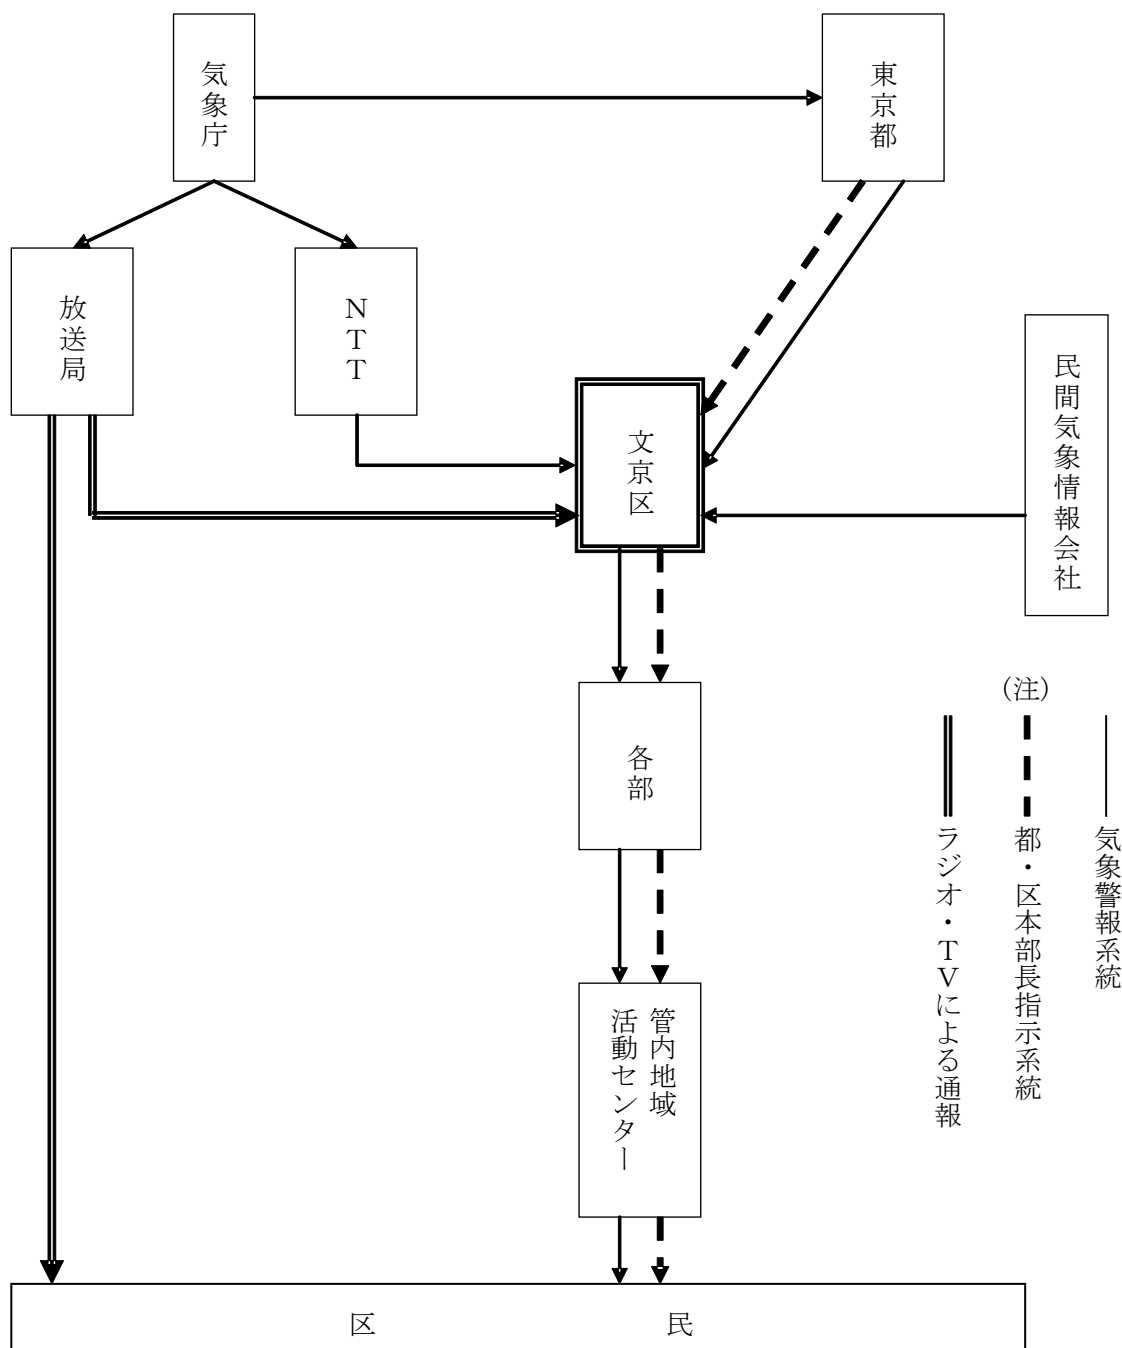 気象庁
東京都
放送局
NTT
文京区
民間気象情報会社
各部
管内地域
活動センター
区民
(注)
気象警報系統
都・区本部長指示系統
ラジオ・TVによる通報